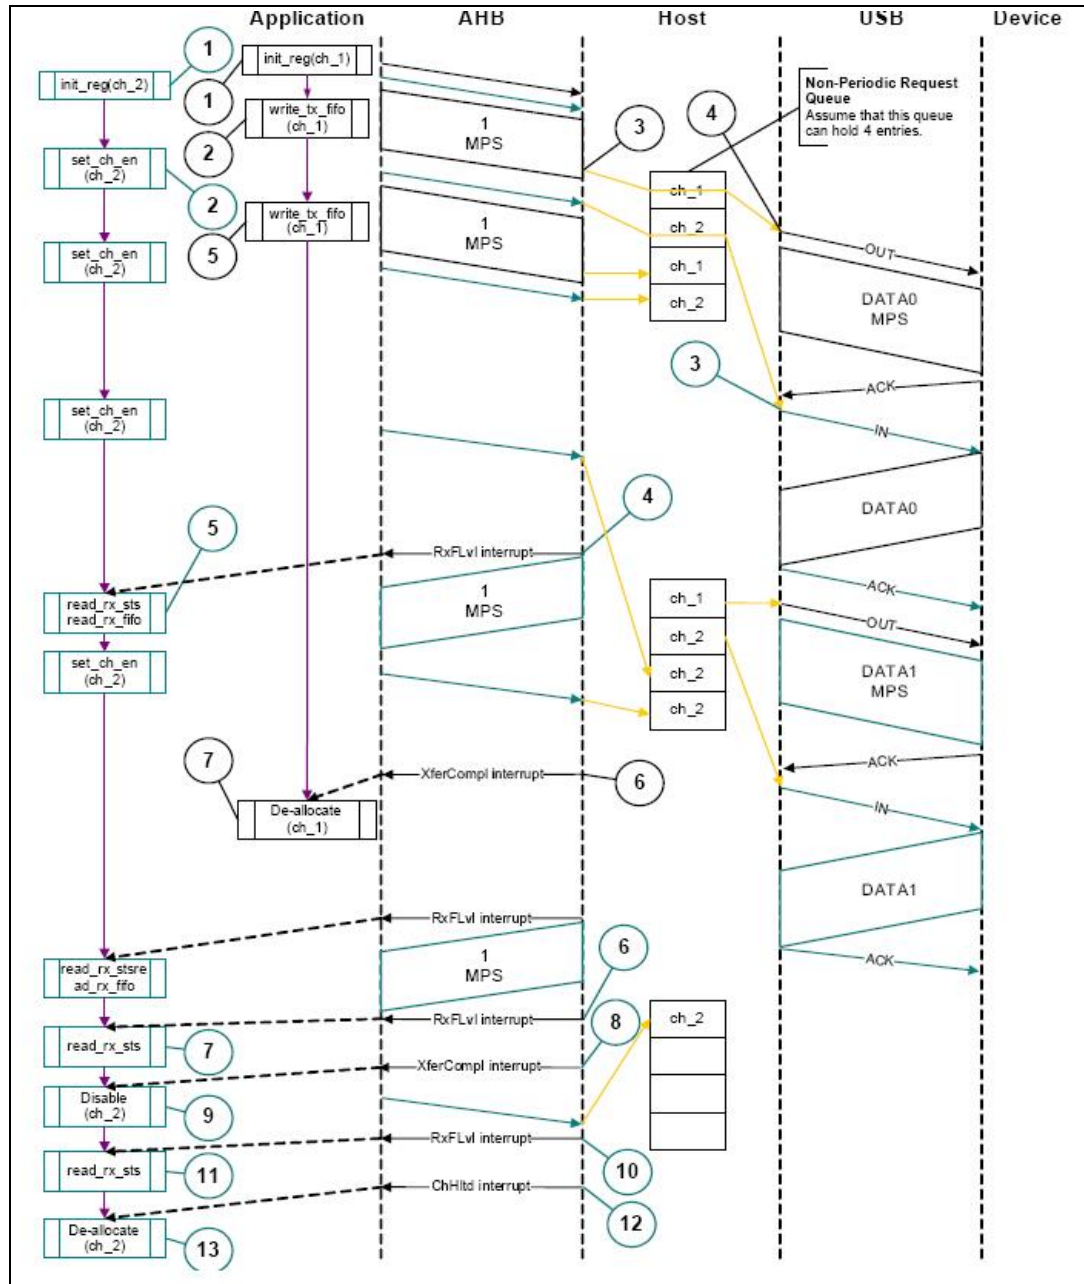 Application AHB Host USB Device
1
init_reg(ch_1)
init_reg(ch_2)
Non-Periodic Request
Queue
Assume that this queue
can hold 4 entries.
1
write_tx_fifo
(ch_1)
1
MPS
3
4
2
set_ch_en
(ch_2)
ch_1
2
write_tx_fifo
(ch_1)
1
MPS
ch_2
5
set_ch_en
(ch_2)
OUT
ch_1
ch_2
DATA0
MPS
3
ACK
set_ch_en
(ch_2)
IN
4
DATA0
5
RxFLvl interrupt
1
MPS
ACK
read_rx_sts
read_rx_fifo
ch_1
OUT
ch_2
set_ch_en
(ch_2)
ch_2
DATA1
MPS
ch_2
7
XferCompl interrupt
6
ACK
De-allocate
(ch_1)
IN
DATA1
RxFLvl interrupt
6
1
MPS
ACK
read_rx_stsre
ad_rx_fifo
RxFLvl interrupt
8
ch_2
read_rx_sts
7
XferCompl interrupt
Disable
(ch_2)
9
RxFLvl interrupt
10
read_rx_sts
11
ChHltd interrupt
12
De-allocate
(ch_2)
13